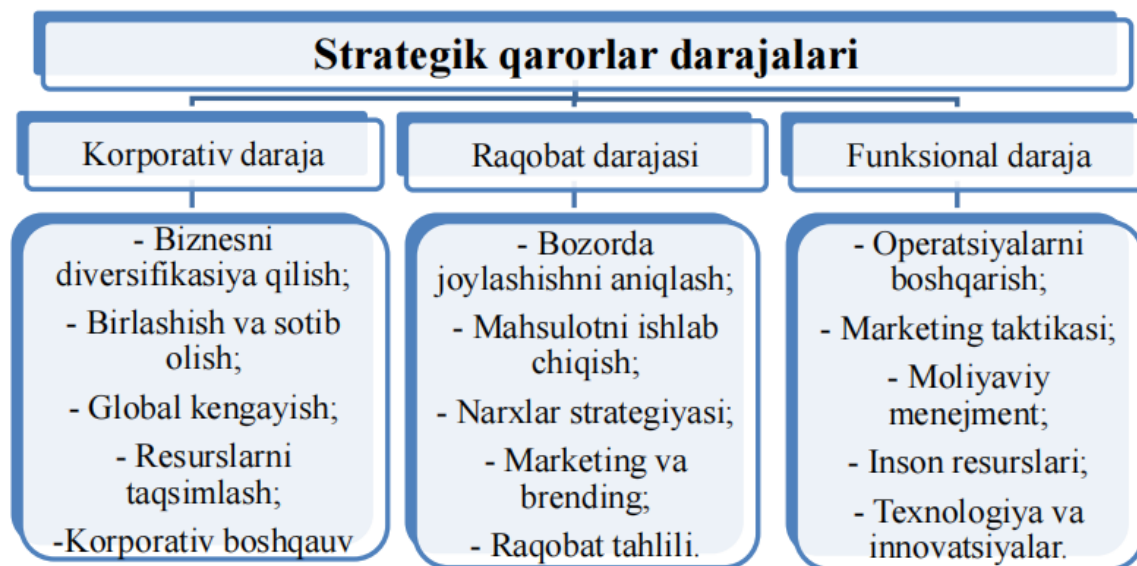 Strategik qarorlar darajalari
Korporativ daraja
Raqobat darajasi
Funksional daraja
- Biznesni
diversifikasiya qilish;
- Birlashish va sotib
olish;
- Global kengayish;
- Resurslarni
taqsimlash;
-Korporativ boshqauv
- Bozorda
joylashishni aniqlash;
- Mahsulotni ishlab
chiqish;
- Narxlar strategiyasi;
- Marketing va
brending;
- Raqobat tahlili.
- Operatsiyalarni
boshqarish;
- Marketing taktikasi;
- Moliyaviy
menejment;
- Inson resurslari;
- Texnologiya va
innovatsiyalar.